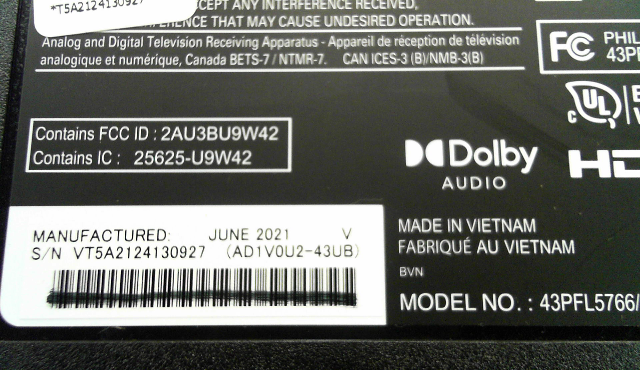 *T5A2124130927
CEPT ANY INTERFERENCE RECEIVED,
INTERFERENCE THAT MAY CAUSE UNDESIRED OPERATION.
Analog and Digital Television Receiving Apparatus - Appareil de réception de télévision
analogique et numérique, Canada BETS-7 / NTMR-7. CAN ICES-3 (B)/NMB-3(B)
FC PHIL
43PF
Contains FCC ID : 2AU3BU9W42
Contains IC : 25625-U9W42
c UL
Dolby
AUDIO
HD
MANUFACTURED: JUNE 2021 V
S/N VT5A2124130927 (AD1V0U2-43UB)
MADE IN VIETNAM
FABRIQUÉ AU VIETNAM
BVN
MODEL NO. : 43PFL5766/